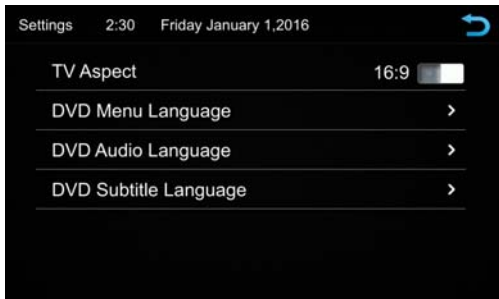 Settings 2:30 Friday January 1,2016
TV Aspect 16:9
DVD Menu Language
DVD Audio Language
DVD Subtitle Language